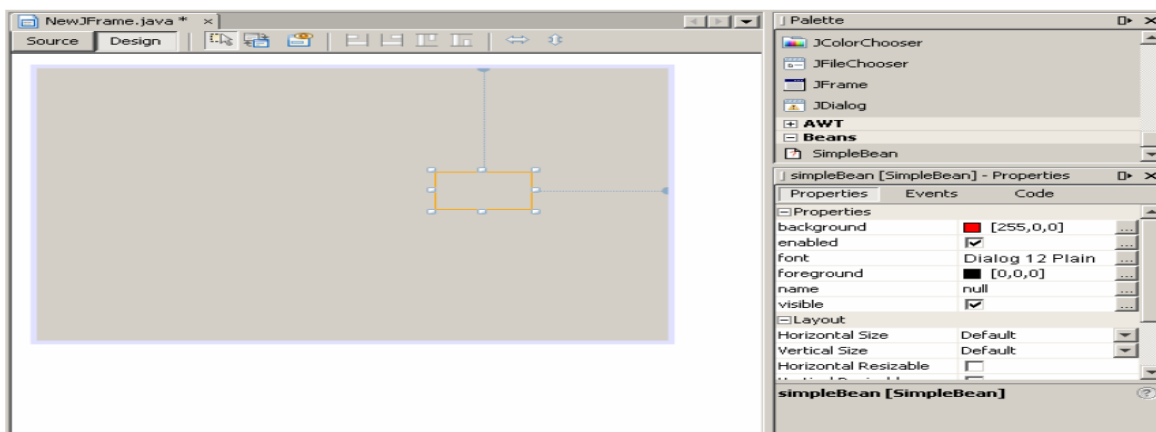 NewJFrame.java *
Source Design
Palette
JColorChooser
JFileChooser
JFrame
JDialog
AWT
Beans
SimpleBean
simpleBean [SimpleBean] - Properties
Properties Events Code
Properties
background [255,0,0]
enabled
font Dialog 12 Plain
foreground [0,0,0]
name null
visible
Layout
Horizontal Size Default
Vertical Size Default
Horizontal Resizable
simpleBean [SimpleBean]